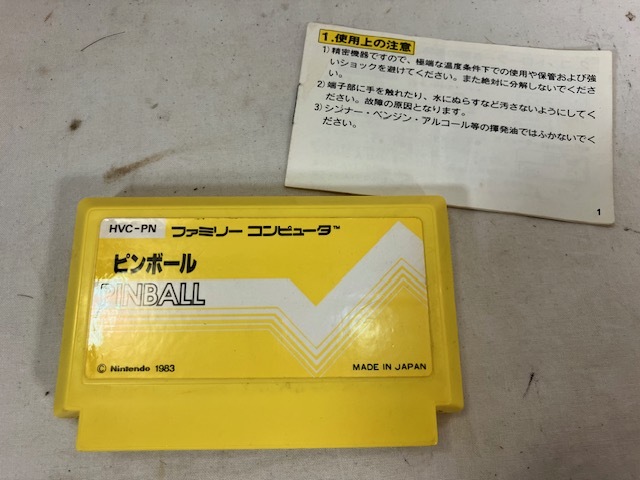 1.使用上の注意
1) 精密機器ですので、極端な温度条件下での使用や保管および強
いショックを避けてください。また絶対に分解しないでくださ
い。
2) 端子部に手を触れたり、水にぬらすなど汚さないようにしてく
ださい。故障の原因となります。
3) シンナー・ベンジン・アルコール等の揮発油ではふかないでく
ださい。
1
HVC-PN ファミリー コンピュータ™
ピンボール
PINBALL
© Nintendo 1983
MADE IN JAPAN